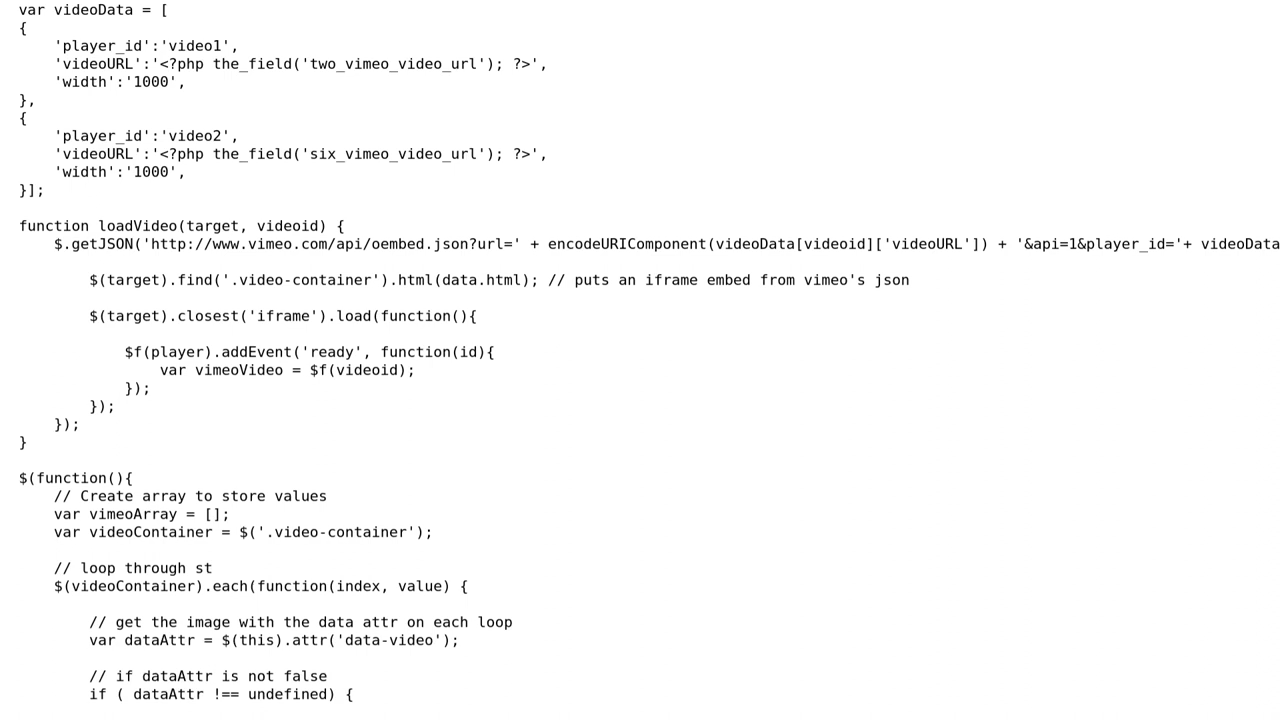 var videoData = [
{
    'player_id':'video1',
    'videoURL':'<?php the_field('two_vimeo_video_url'); ?>',
    'width':'1000',
},
{
    'player_id':'video2',
    'videoURL':'<?php the_field('six_vimeo_video_url'); ?>',
    'width':'1000',
}];
function loadVideo(target, videoid) {
    $.getJSON('http://www.vimeo.com/api/oembed.json?url=' + encodeURIComponent(videoData[videoid]['videoURL']) + '&api=1&player_id='+ videoData
        $(target).find('.video-container').html(data.html); // puts an iframe embed from vimeo's json
        $(target).closest('iframe').load(function(){
            $f(player).addEvent('ready', function(id){
                var vimeoVideo = $f(videoid);
            });
        });
    });
}
$(function(){
    // Create array to store values
    var vimeoArray = [];
    var videoContainer = $('.video-container');
    // loop through st
    $(videoContainer).each(function(index, value) {
        // get the image with the data attr on each loop
        var dataAttr = $(this).attr('data-video');
        // if dataAttr is not false
        if ( dataAttr !== undefined) {